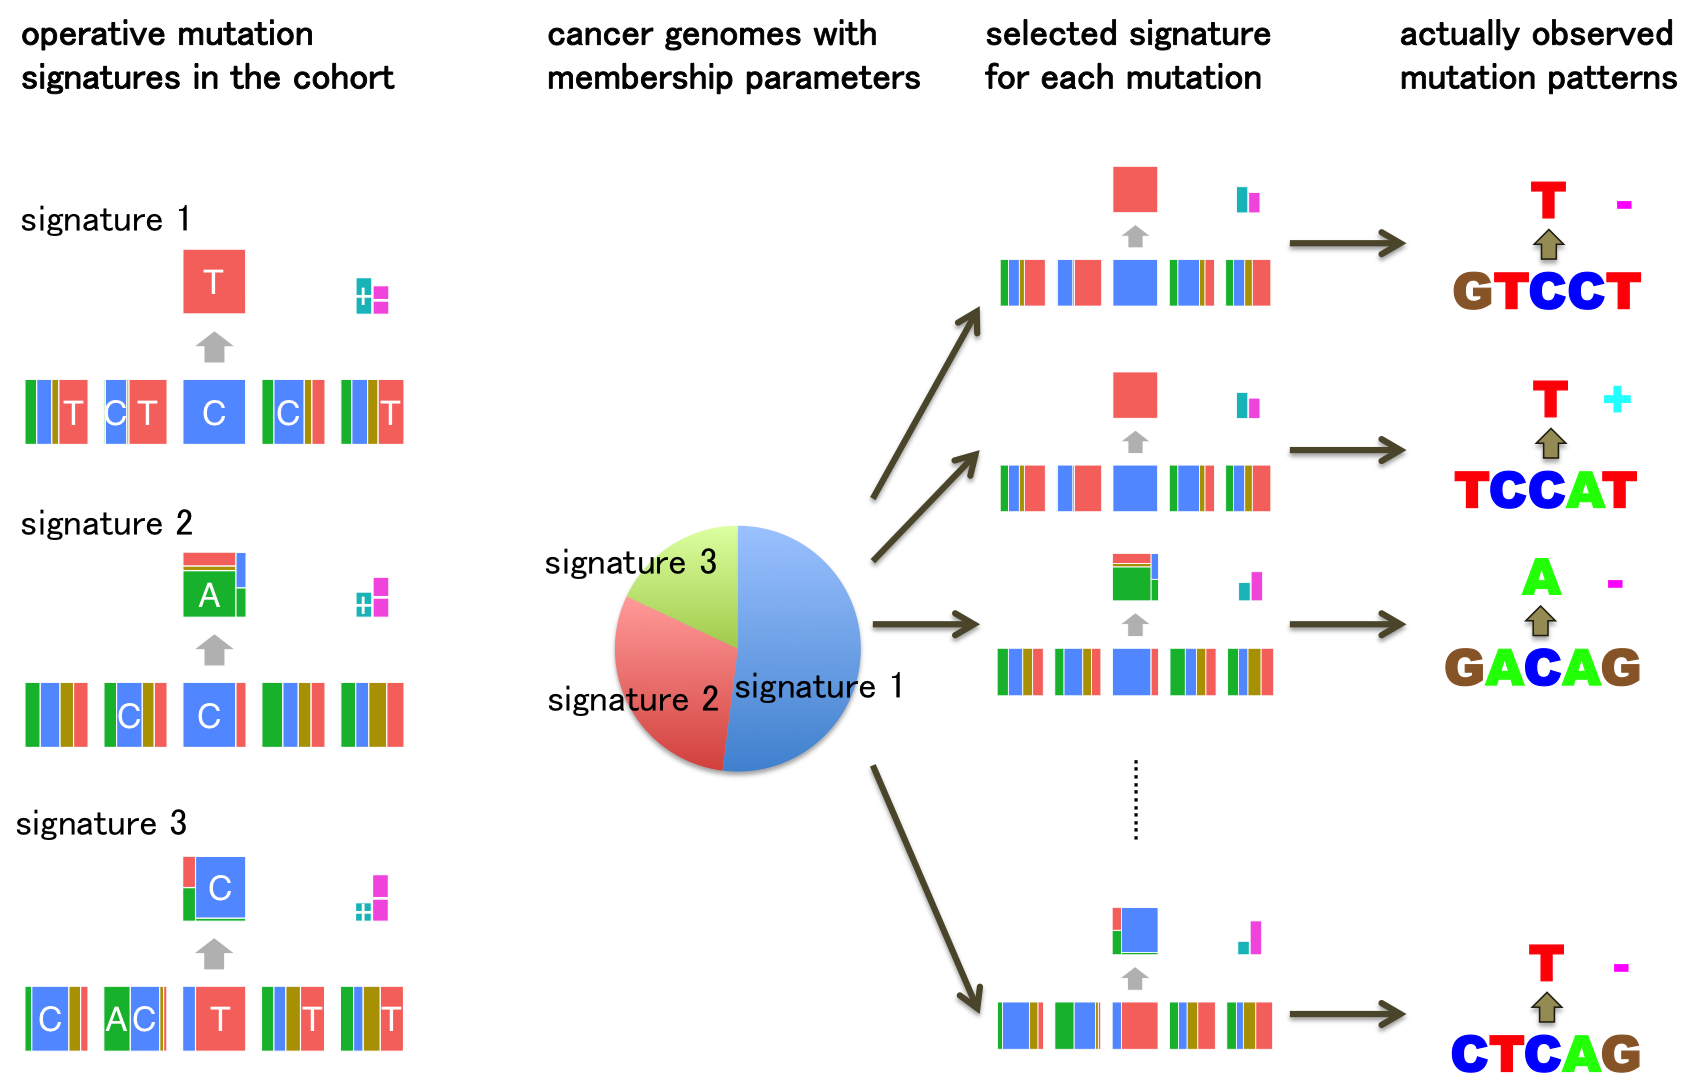 operative mutation
signatures in the cohort
cancer genomes with
membership parameters
selected signature
for each mutation
actually observed
mutation patterns
signature 1
T
+ -
T CT C C T
signature 2
A
+ -
C C
signature 3
C
+ -
C AC T T T
signature 3
signature 2
signature 1
T -
GTCCT
T +
TCCAT
A -
GACAG
T -
CTCAG